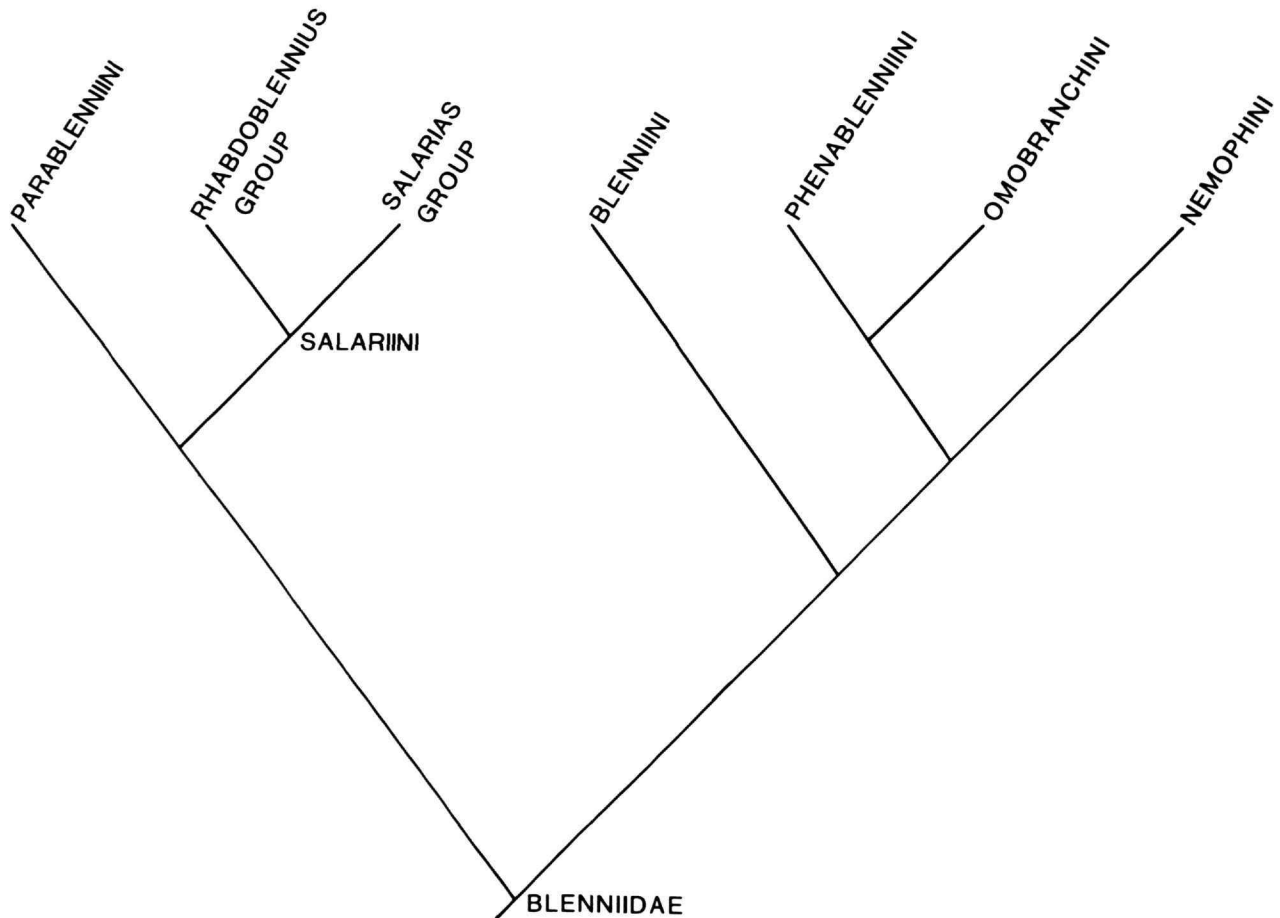 PARABLENNIINI
RHABDOBLENNIUS
GROUP
SALARIAS
GROUP
BLENNIINI
PHENABLENNIINI
OMOBRANCHINI
NEMOPHINI
SALARIINI
BLENNIIDAE